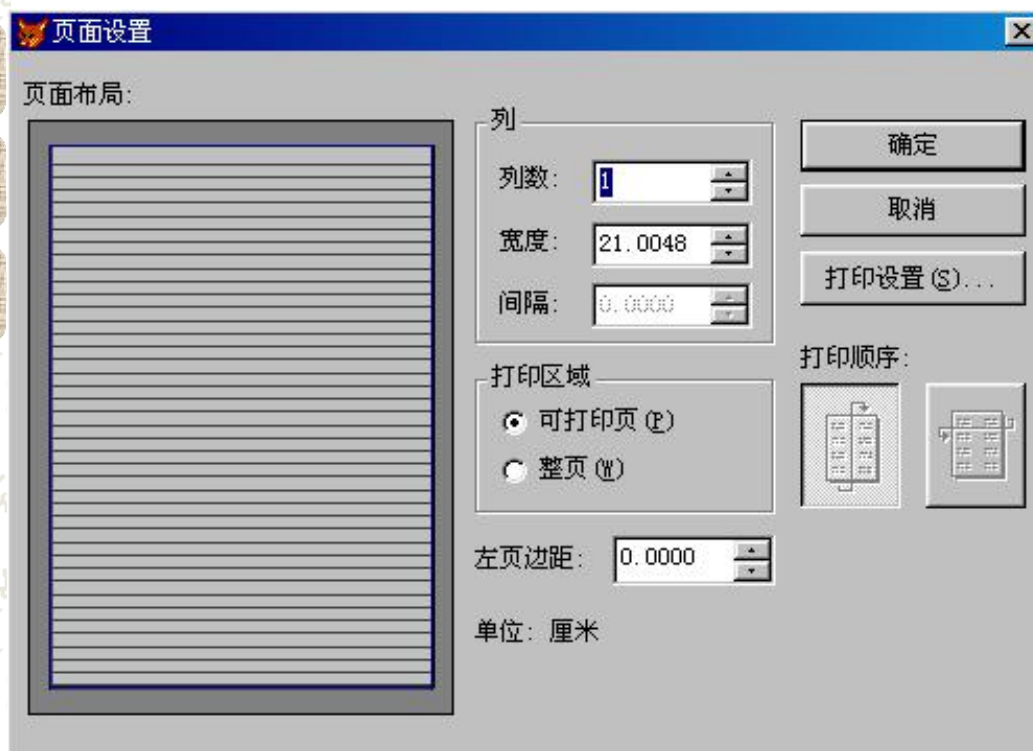 页面设置
页面布局:
列
列数: 1
宽度: 21.0048
间隔: 0.0000
确定
取消
打印设置(S)...
打印顺序:
打印区域
可打印页(P)
整页(W)
左页边距: 0.0000
单位: 厘米